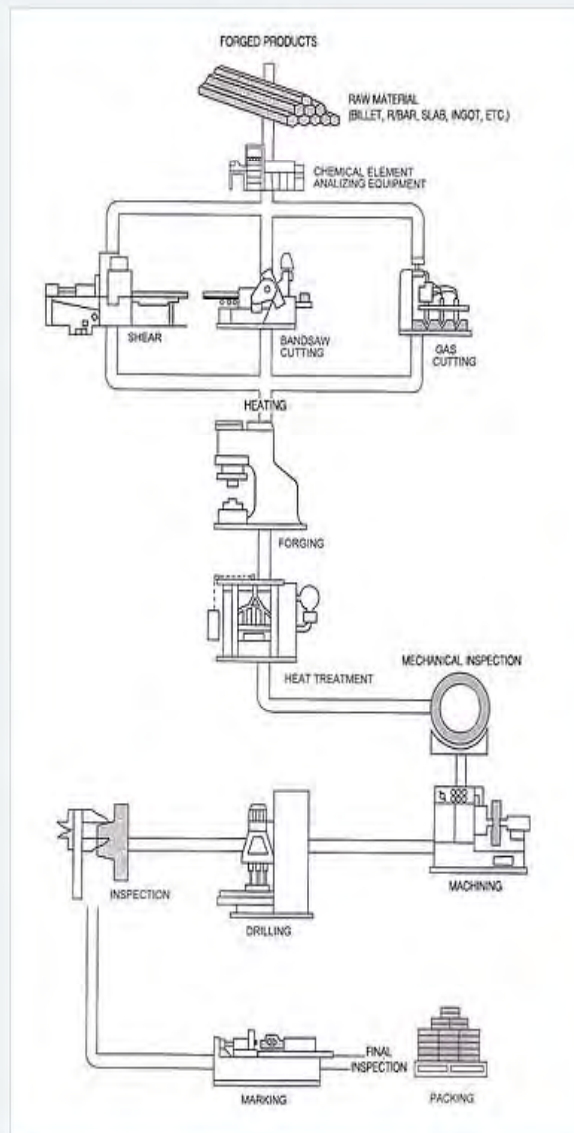 FORGED PRODUCTS
RAW MATERIAL
(BILLET, R/BAR, SLAB, INGOT, ETC.)
CHEMICAL ELEMENT
ANALIZING EQUIPMENT
SHEAR
BANDSAW
CUTTING
GAS
CUTTING
HEATING
FORGING
HEAT TREATMENT
MECHANICAL INSPECTION
MACHINING
DRILLING
INSPECTION
MARKING
FINAL
INSPECTION
PACKING